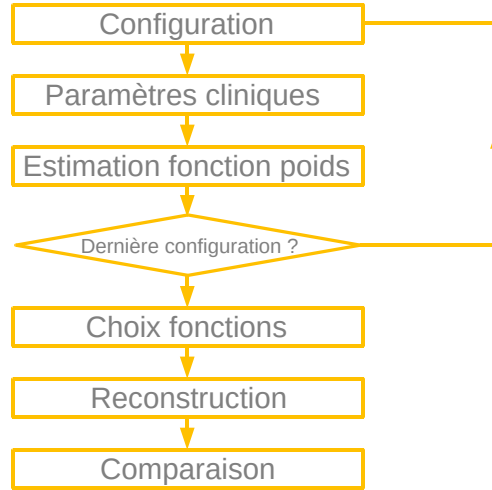 Configuration
Paramètres cliniques
Estimation fonction poids
Dernière configuration ?
Choix fonctions
Reconstruction
Comparaison